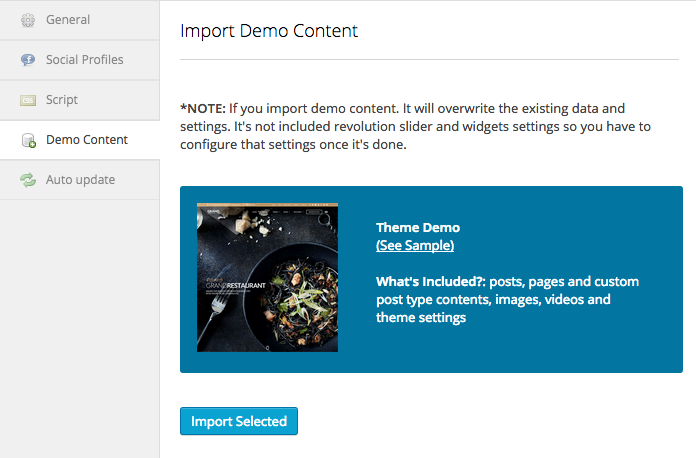 General
Social Profiles
Script
Demo Content
Auto update
Import Demo Content
*NOTE: If you import demo content. It will overwrite the existing data and
settings. It's not included revolution slider and widgets settings so you have to
configure that settings once it's done.
GRANDRESTAURANT
Theme Demo
(See Sample)
What's Included?: posts, pages and custom
post type contents, images, videos and
theme settings
Import Selected